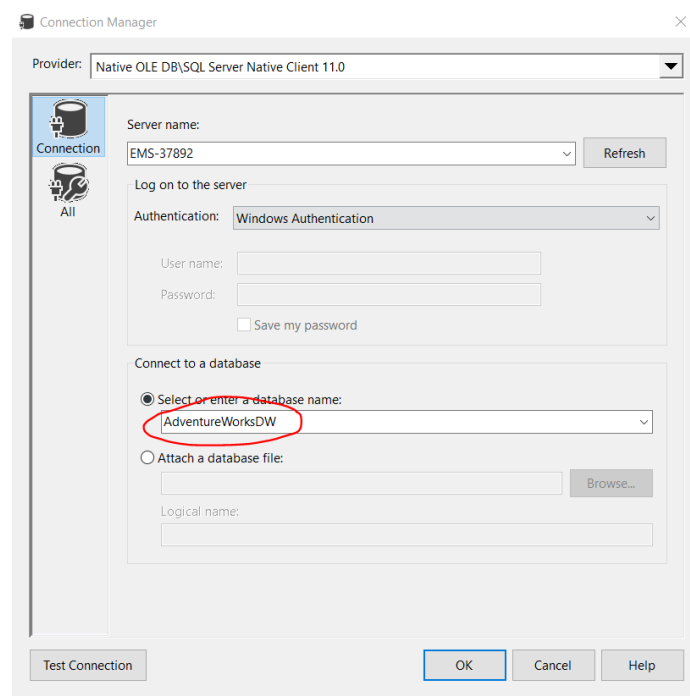 Connection Manager
Provider: Native OLE DB\SQL Server Native Client 11.0
Connection
All
Server name:
EMS-37892 Refresh
Log on to the server
Authentication: Windows Authentication
User name:
Password:
Save my password
Connect to a database
Select or enter a database name:
AdventureWorksDW
Attach a database file:
Browse...
Logical name:
Test Connection OK Cancel Help